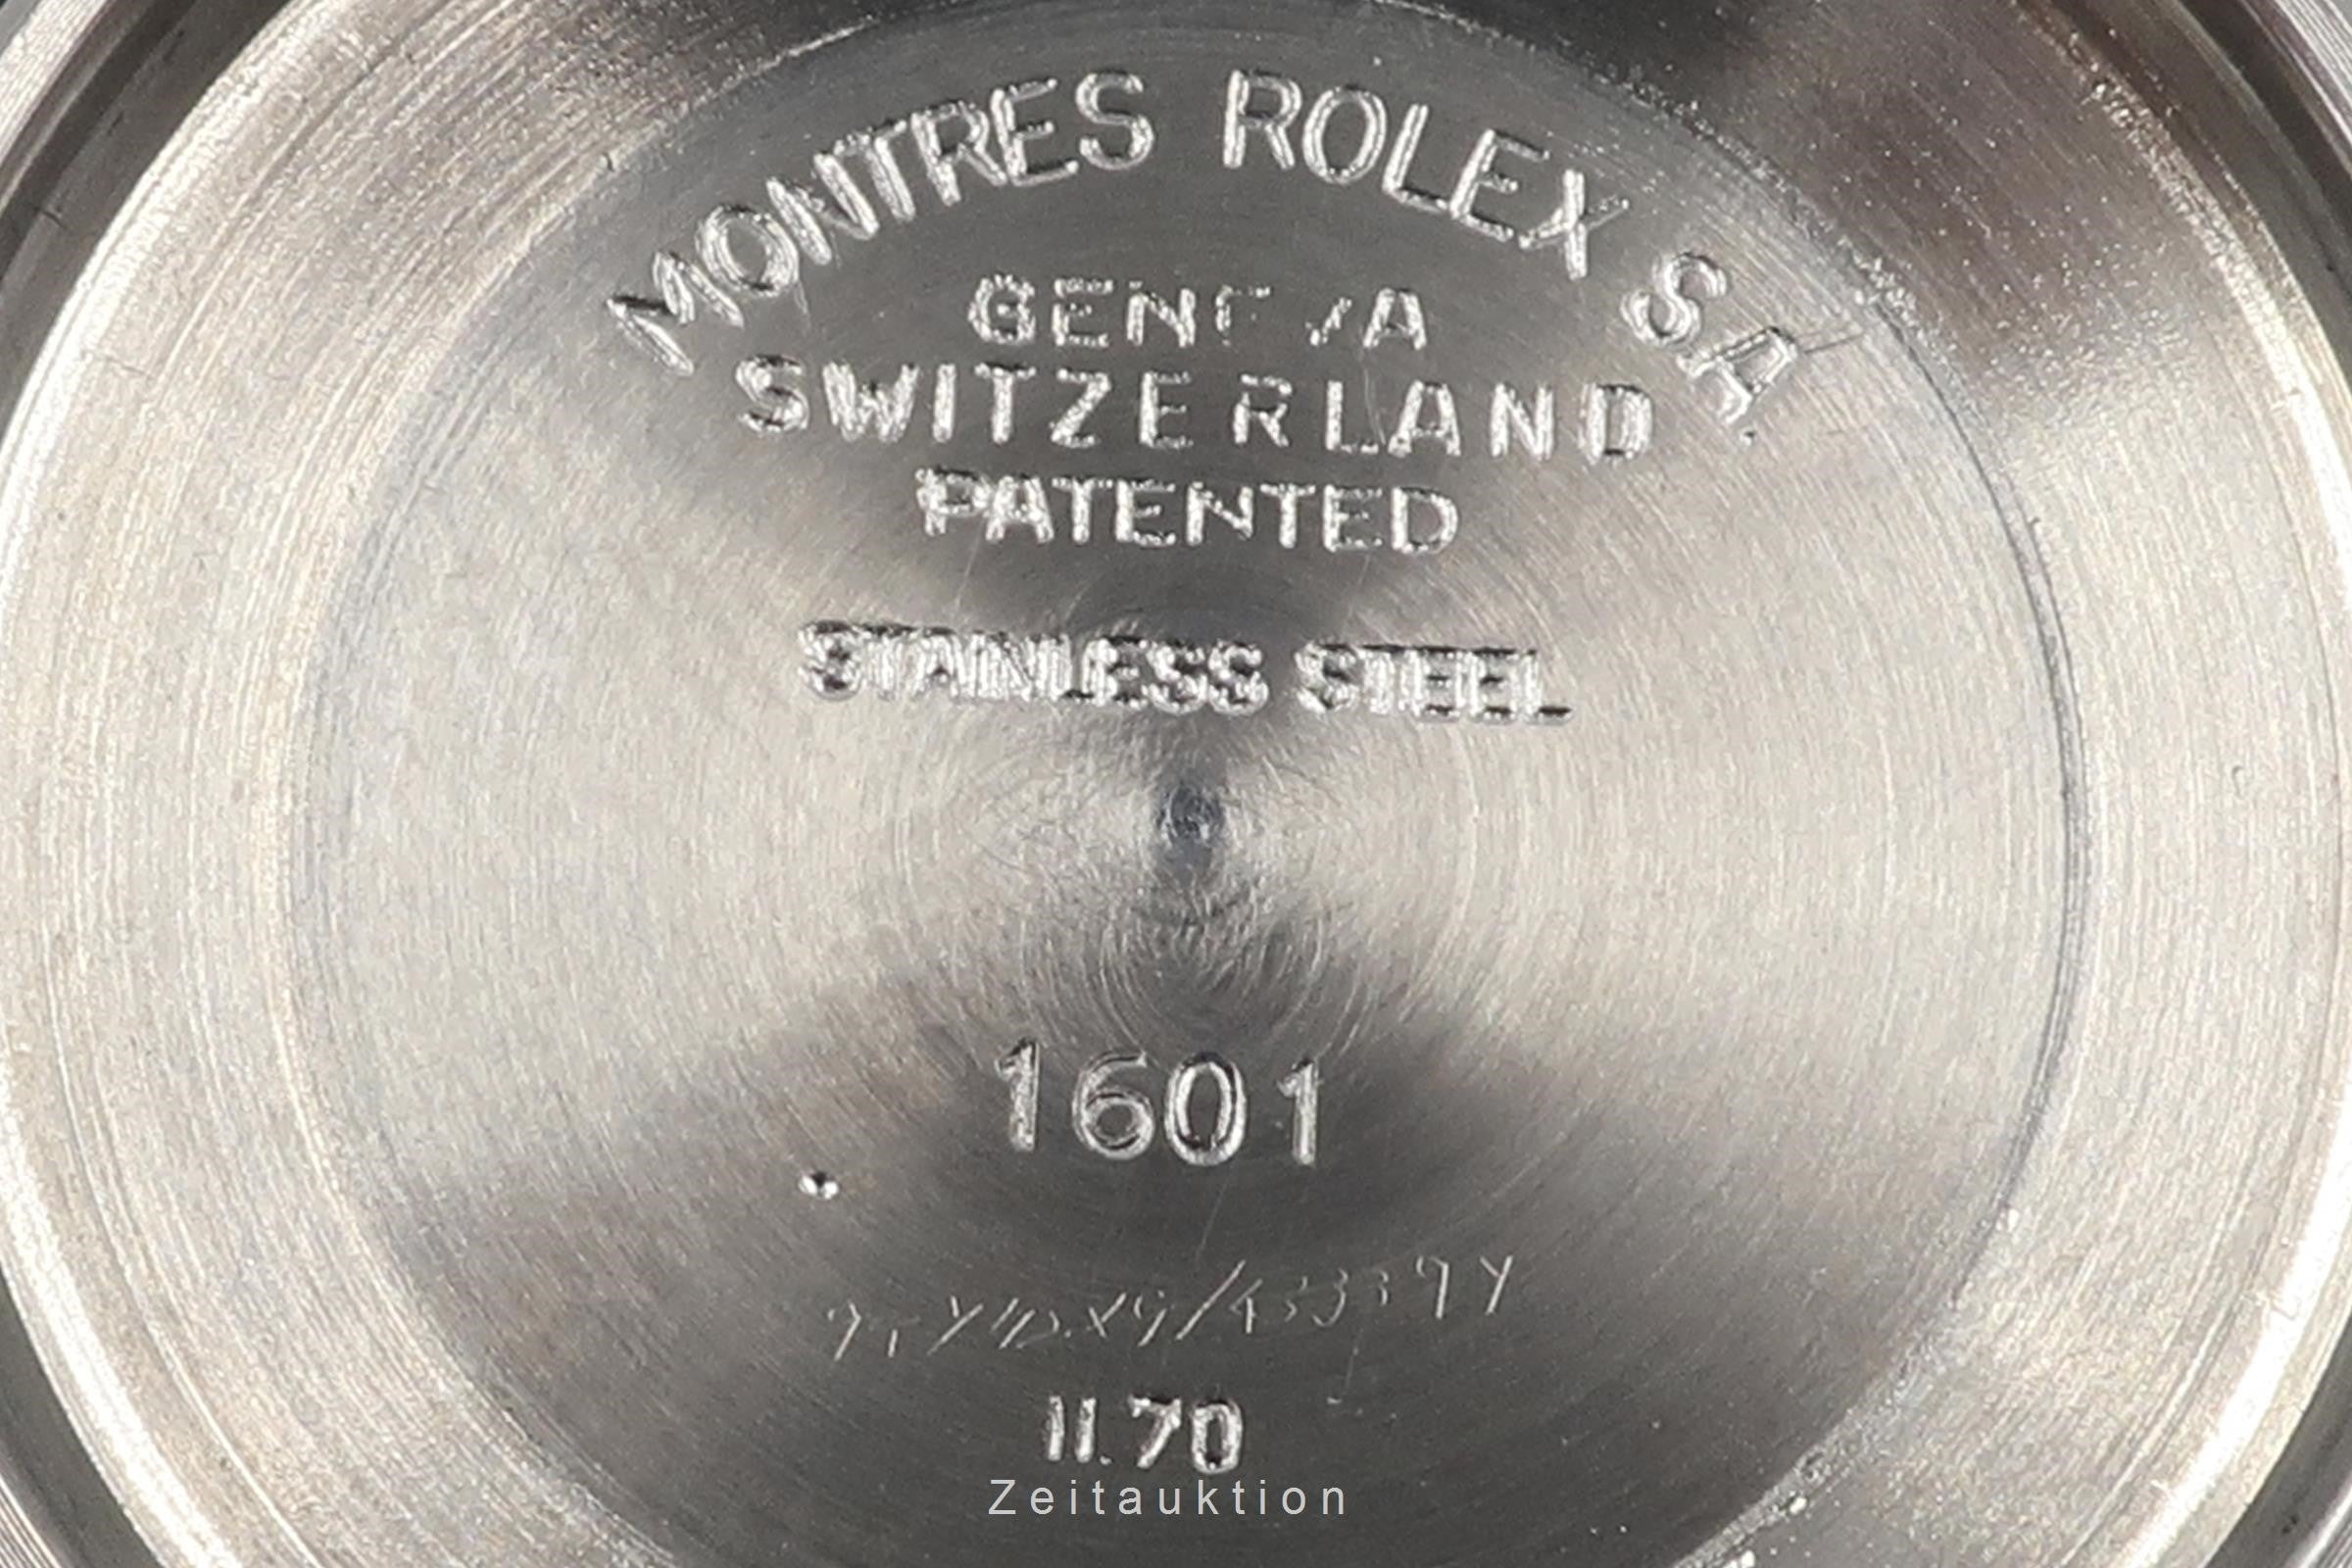 MONTRES ROLEX S.A.
GENEVA
SWITZERLAND
PATENTED
STAINLESS STEEL
1601
II.70
Zeitauktion